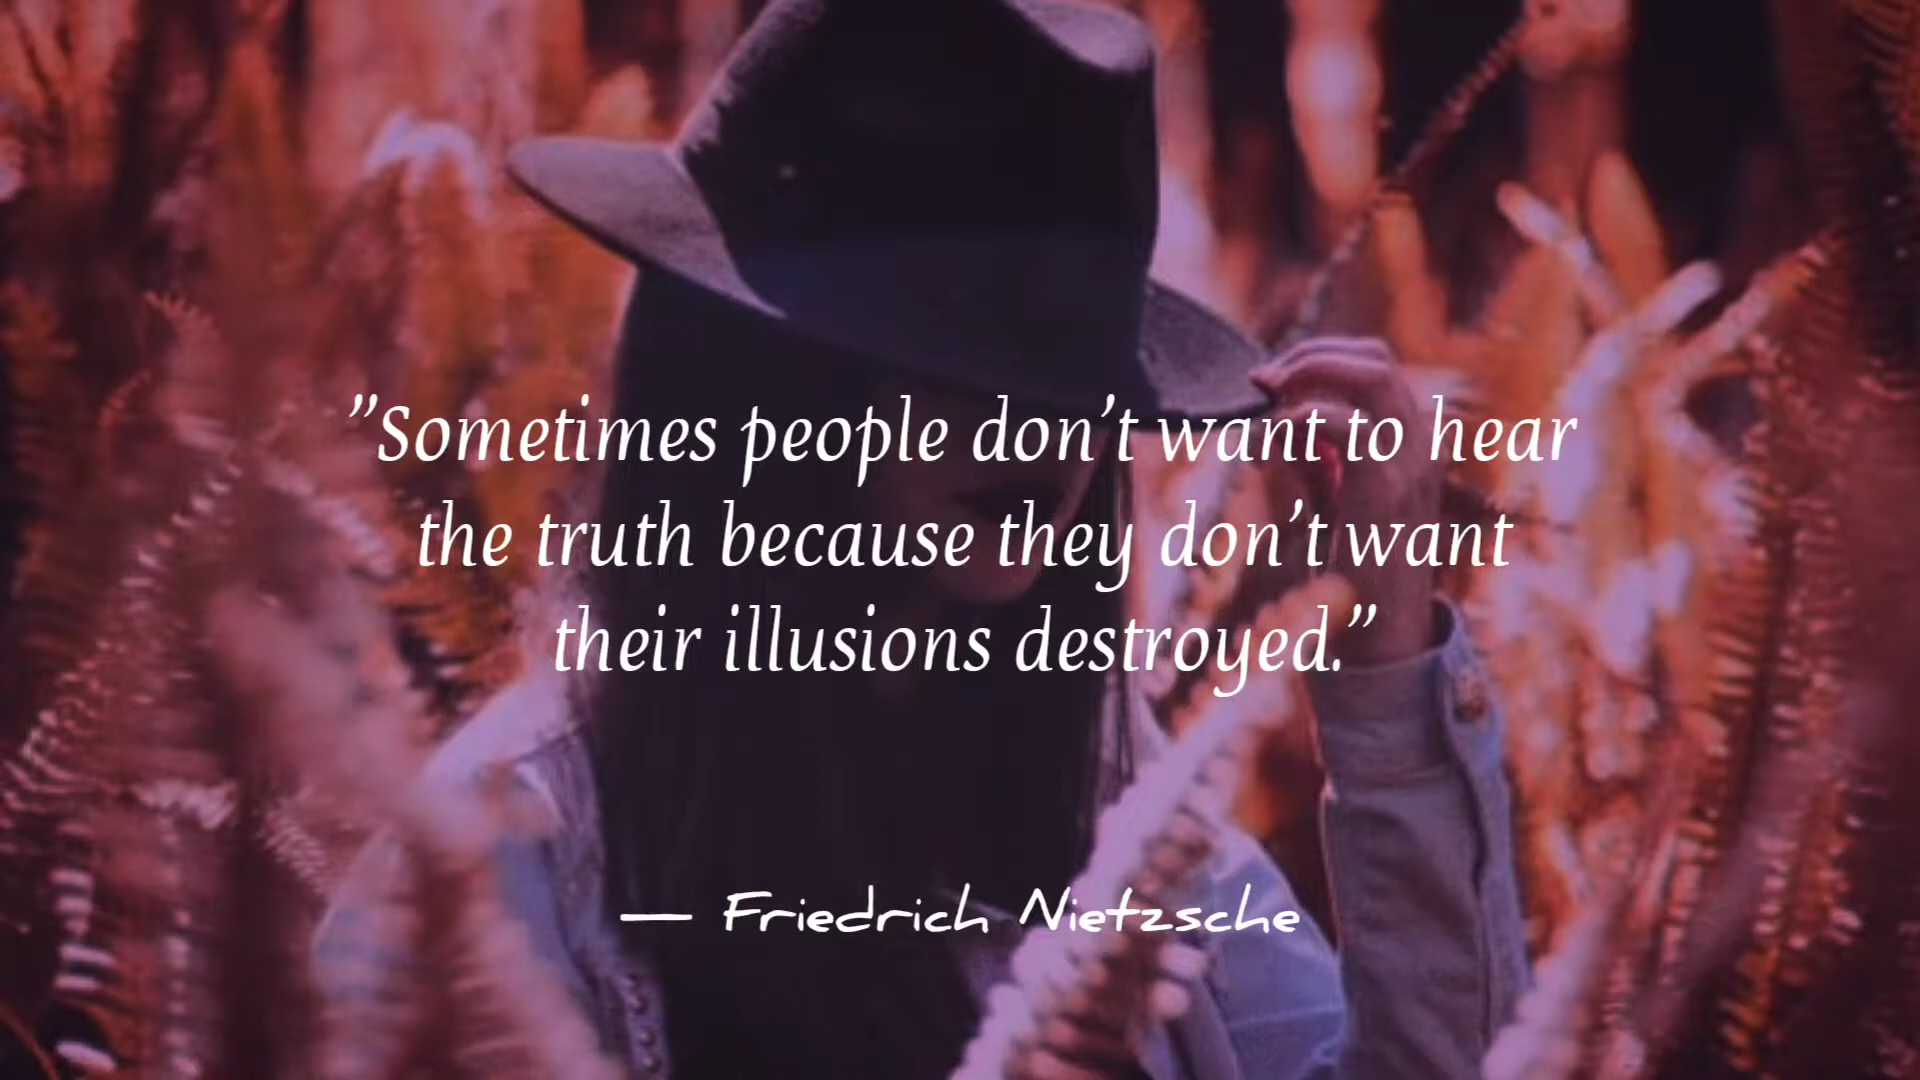 ”Sometimes people don’t want to hear
the truth because they don’t want
their illusions destroyed.”
— Friedrich Nietzsche